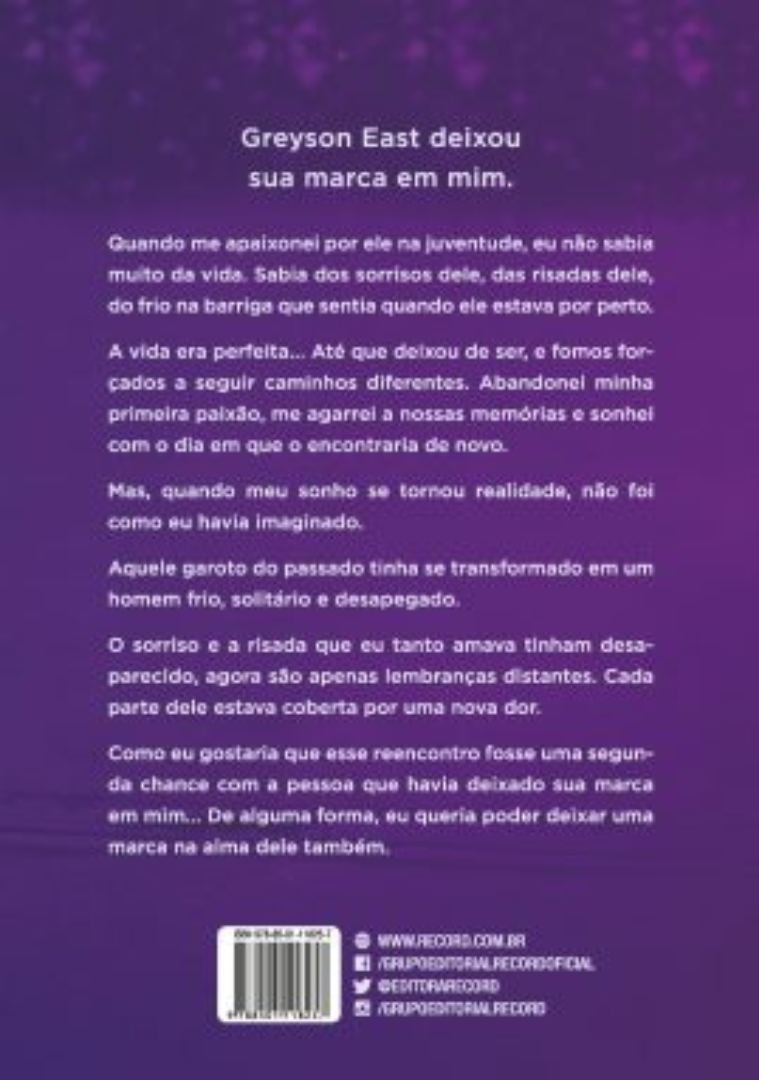 Greyson East deixou
sua marca em mim.
Quando me apaixonei por ele na juventude, eu não sabia
muito da vida. Sabia dos sorrisos dele, das risadas dele,
do frio na barriga que sentia quando ele estava por perto.
A vida era perfeita... Até que deixou de ser, e fomos for-
çados a seguir caminhos diferentes. Abandonei minha
primeira paixão, me agarrei a nossas memórias e sonhei
com o dia em que o encontraria de novo.
Mas, quando meu sonho se tornou realidade, não foi
como eu havia imaginado.
Aquele garoto do passado tinha se transformado em um
homem frio, solitário e desapegado.
O sorriso e a risada que eu tanto amava tinham desa-
parecido, agora são apenas lembranças distantes. Cada
parte dele estava coberta por uma nova dor.
Como eu gostaria que esse reencontro fosse uma segun-
da chance com a pessoa que havia deixado sua marca
em mim... De alguma forma, eu queria poder deixar uma
marca na alma dele também.
WWW.RECORD.COM.BR
/GRUPOEDITORIALRECORDOFICIAL
@EDITORARECORD
/GRUPOEDITORIALRECORD